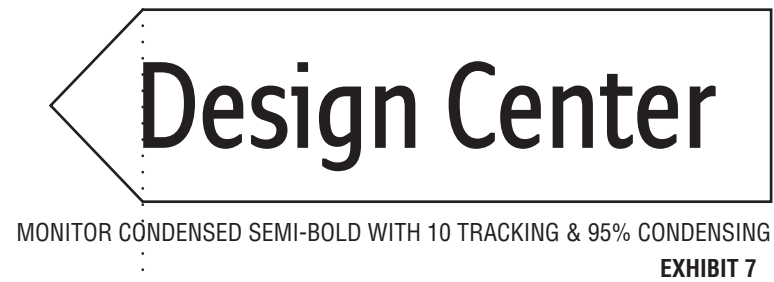 Design Center
MONITOR CONDENSED SEMI-BOLD WITH 10 TRACKING & 95% CONDENSING
EXHIBIT 7